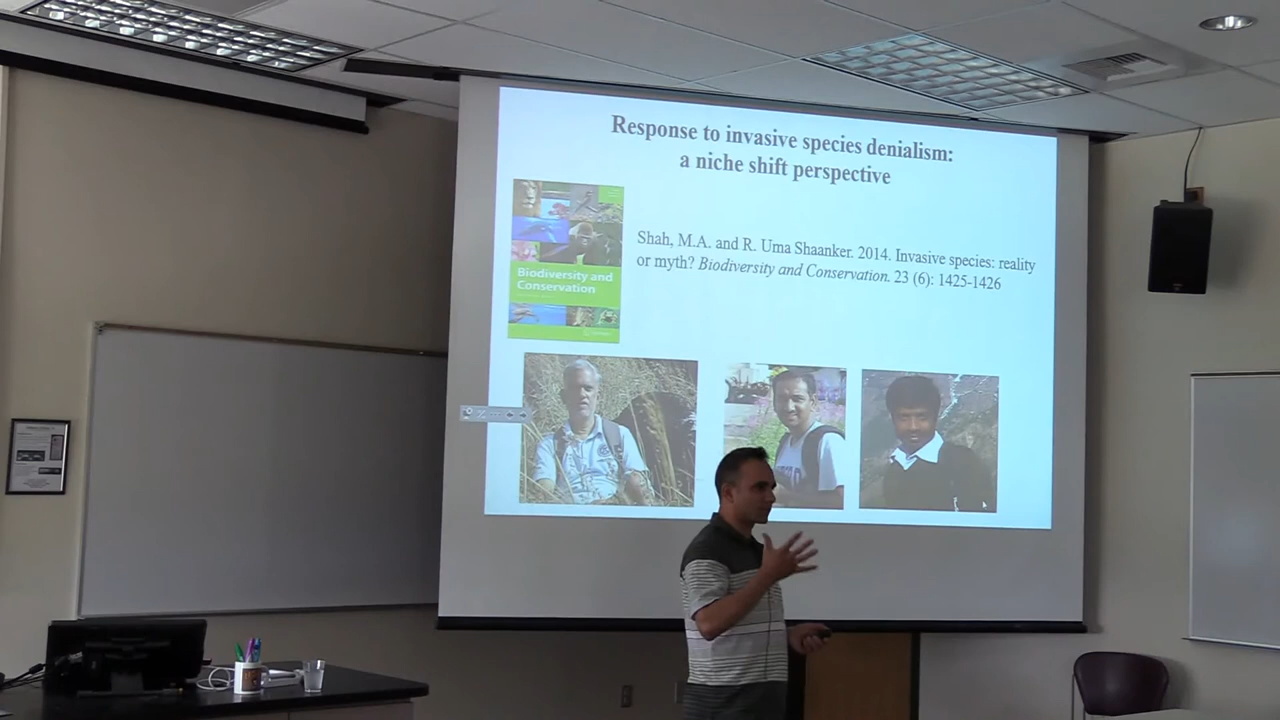 Response to invasive species denialism:
a niche shift perspective
Shah, M.A. and R. Uma Shaanker. 2014. Invasive species: reality
or myth? Biodiversity and Conservation. 23 (6): 1425-1426
Biodiversity and
Conservation